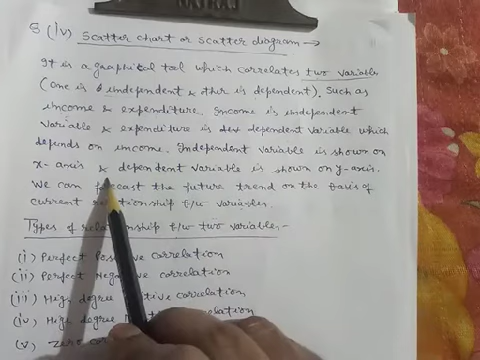 8 (iv) Scatter chart or scatter diagram →
It is a graphical tool which correlates two variable
(one is independent & other is dependent). Such as
income & expenditure. Income is independent
variable & expenditure is dependent variable which
depends on income. Independent variable is shown on
x-axis & dependent variable is shown on y-axis.
We can forecast the future trend on the basis of
current relationship b/w variables.
Types of relationship b/w two variable:-
(i) Perfect Positive correlation
(ii) Perfect Negative correlation
(iii) High degree correlation
(iv) High degree
(v) Zero